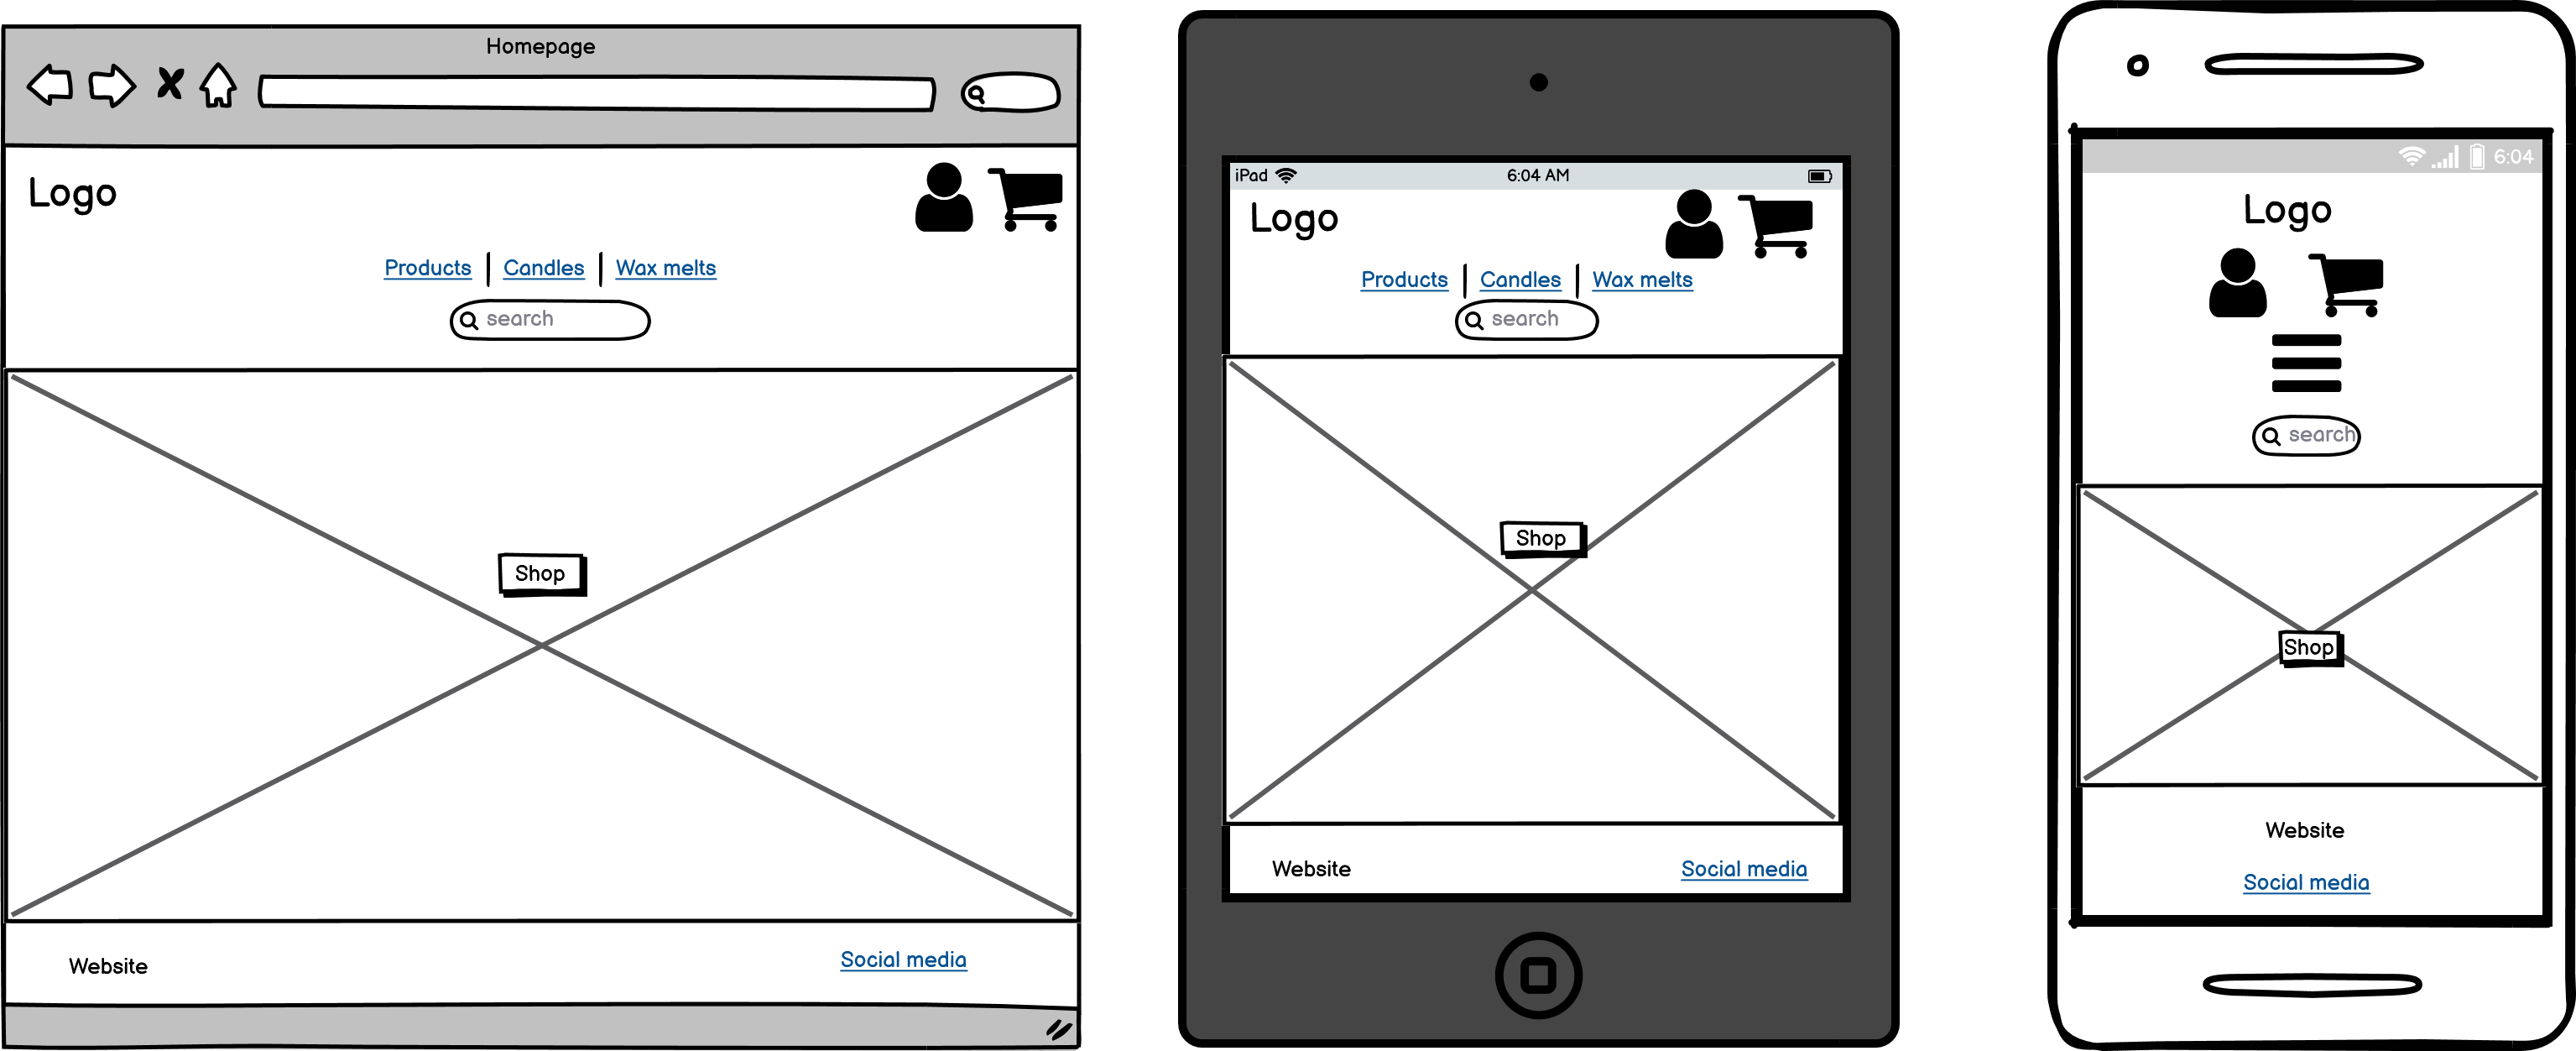 Homepage
Logo
Products | Candles | Wax melts
search
Shop
Website
Social media
iPad 6:04 AM
Logo
Products | Candles | Wax melts
search
Shop
Website Social media
6:04
Logo
search
Shop
Website
Social media